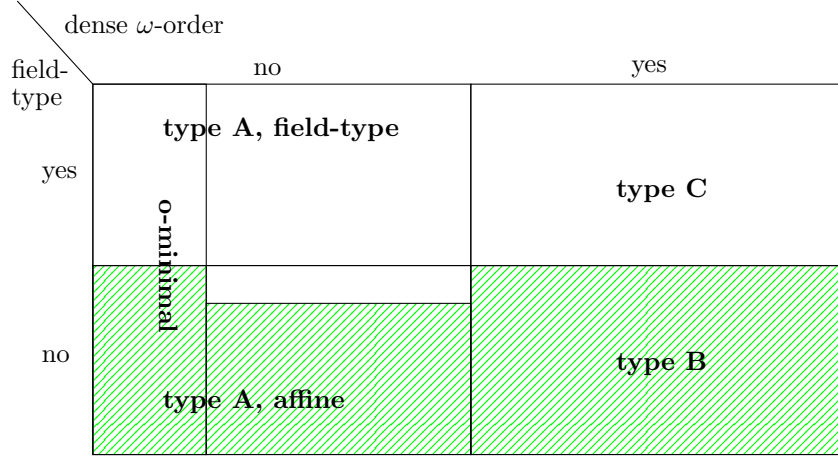 dense ω-order
field-
type
no
yes
type A, field-type
yes
type C
o-minimal
no
type B
type A, affine